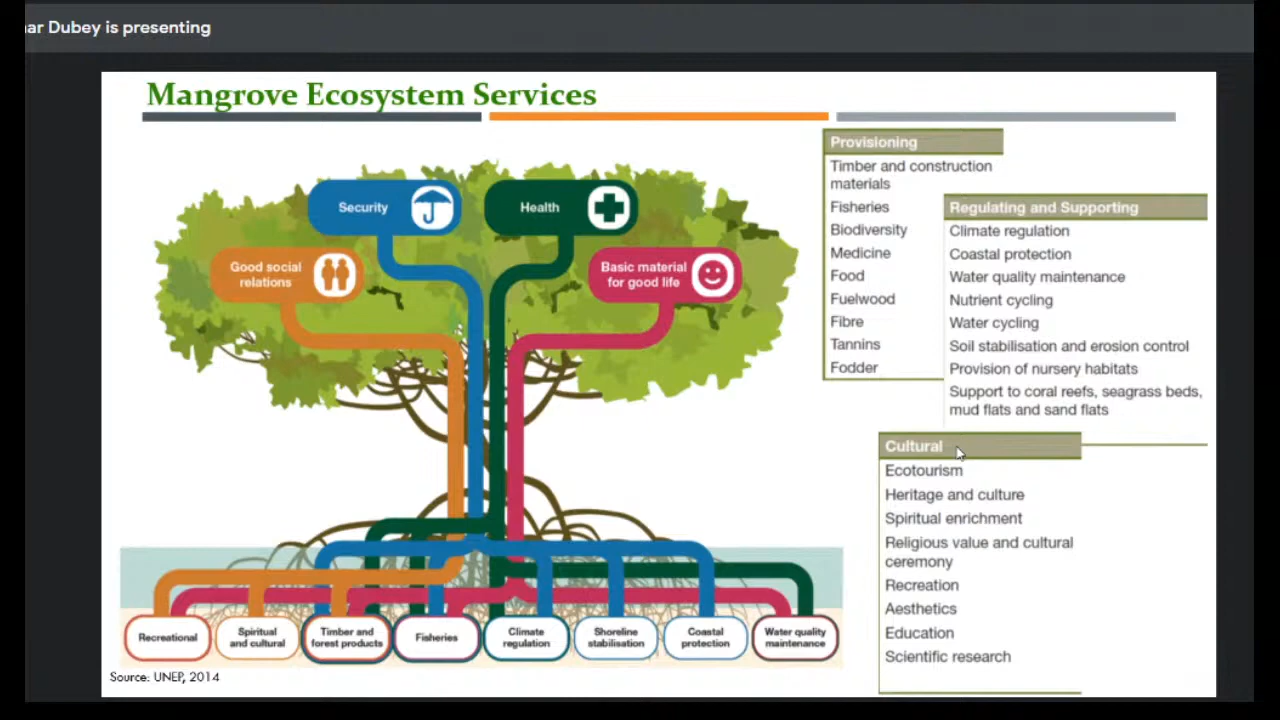 ar Dubey is presenting
Mangrove Ecosystem Services
Security
Health
Good social
relations
Basic material
for good life
Recreational
Spiritual
and cultural
Timber and
forest products
Fisheries
Climate
regulation
Shoreline
stabilisation
Coastal
protection
Water quality
maintenance
Source: UNEP, 2014
Provisioning
Timber and construction
materials
Fisheries
Biodiversity
Medicine
Food
Fuelwood
Fibre
Tannins
Fodder
Regulating and Supporting
Climate regulation
Coastal protection
Water quality maintenance
Nutrient cycling
Water cycling
Soil stabilisation and erosion control
Provision of nursery habitats
Support to coral reefs, seagrass beds,
mud flats and sand flats
Cultural
Ecotourism
Heritage and culture
Spiritual enrichment
Religious value and cultural
ceremony
Recreation
Aesthetics
Education
Scientific research